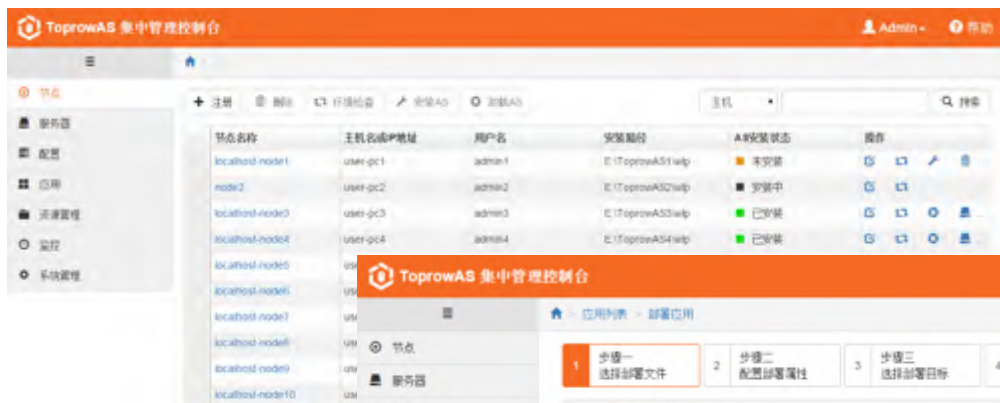 ToprowAS 集中管理控制台
Admin
帮助
节点
服务器
配置
应用
资源管理
监控
系统管理
注册 删除 环境检查 安装AS 卸载AS 主机 搜索
节点名称 主机名或IP地址 用户名 安装路径 AS安装状态 操作
localhost-node1 user-pc1 admin1 E:\ToprowAS1\wlp 未安装
node2 user-pc2 admin2 E:\ToprowAS2\wlp 安装中
localhost-node3 user-pc3 admin3 E:\ToprowAS3\wlp 已安装
localhost-node4 user-pc4 admin4 E:\ToprowAS4\wlp 已安装
localhost-node5
localhost-node6
localhost-node7
localhost-node8
localhost-node9
localhost-node10
ToprowAS 集中管理控制台
应用列表 > 部署应用
节点
服务器
1 步骤一 选择部署文件
2 步骤二 配置部署属性
3 步骤三 选择部署目标